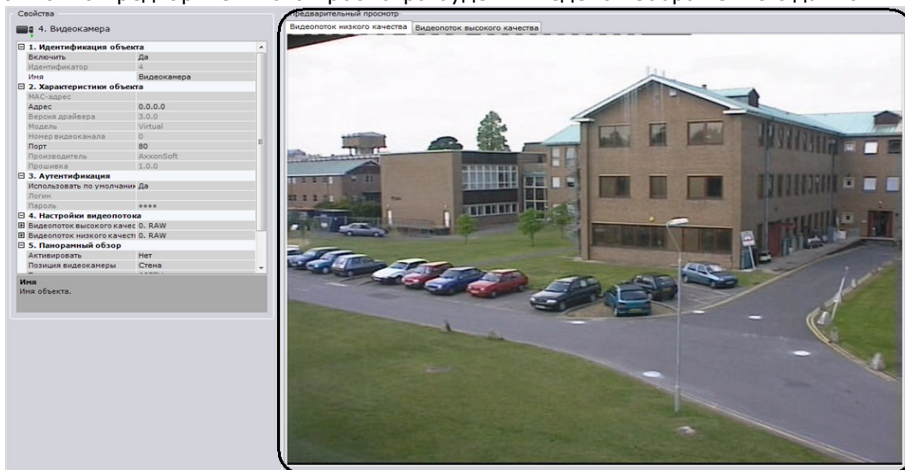 Свойства
4. Видеокамера
1. Идентификация объекта
Включить Да
Идентификатор 4
Имя Видеокамера
2. Характеристики объекта
MAC-адрес
Адрес 0.0.0.0
Версия драйвера 3.0.0
Модель Virtual
Номер видеоканала 0
Порт 80
Производитель AxxonSoft
Прошивка 1.0.0
3. Аутентификация
Использовать по умолчани Да
Логин
Пароль ****
4. Настройки видеопотока
Видеопоток высокого качес 0. RAW
Видеопоток низкого качест 0. RAW
5. Панорамный обзор
Активировать Нет
Позиция видеокамеры Стена
Имя
Имя объекта.
Предварительный просмотр
Видеопоток низкого качества Видеопоток высокого качества